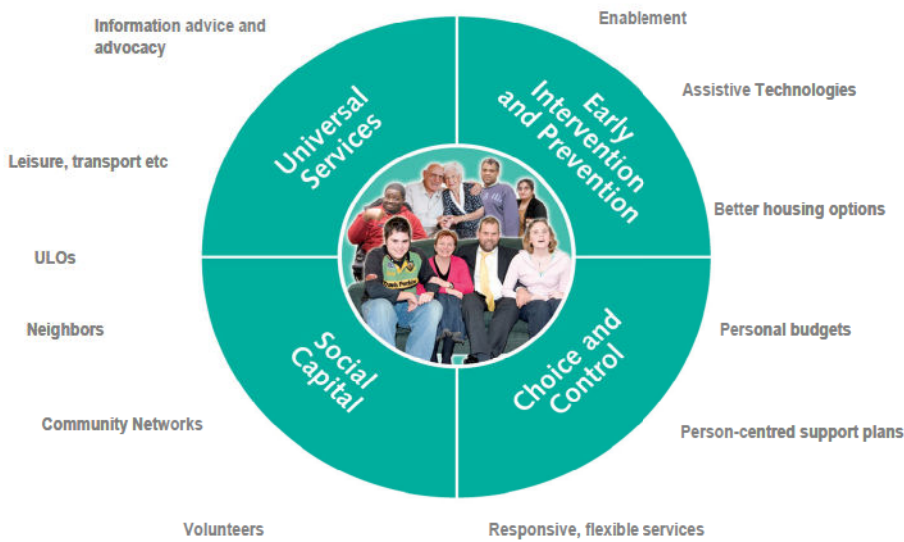 Information advice and
advocacy
Enablement
Universal
Services
Early
Intervention
and Prevention
Assistive Technologies
Leisure, transport etc
Better housing options
ULOs
Neighbors
Personal budgets
Social
Capital
Choice and
Control
Community Networks
Person-centred support plans
Volunteers
Responsive, flexible services